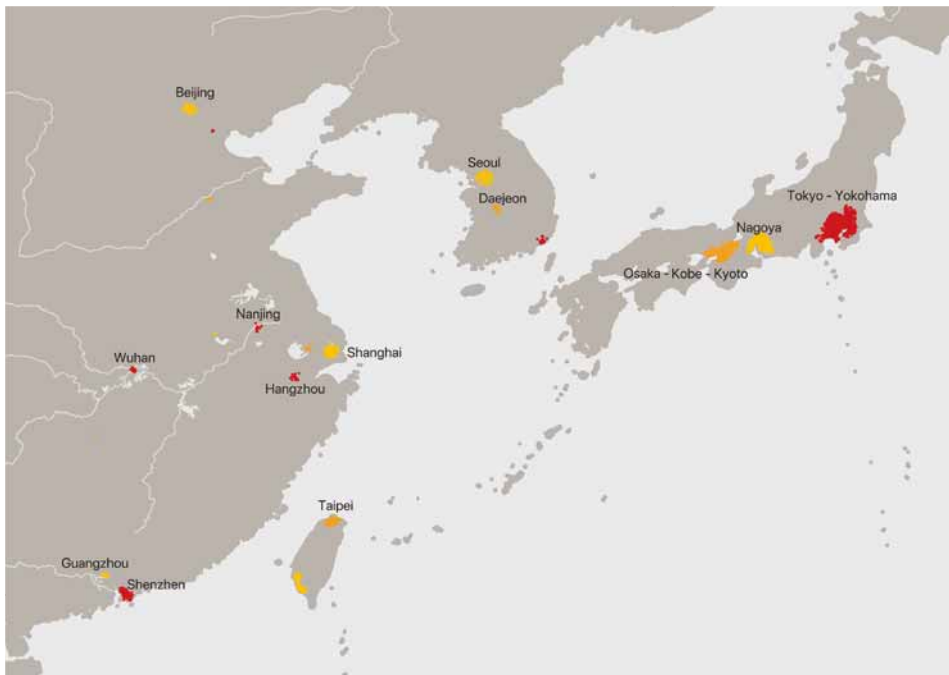 Beijing
Seoul
Daejeon
Tokyo - Yokohama
Nagoya
Osaka - Kobe - Kyoto
Nanjing
Shanghai
Wuhan
Hangzhou
Taipei
Guangzhou
Shenzhen